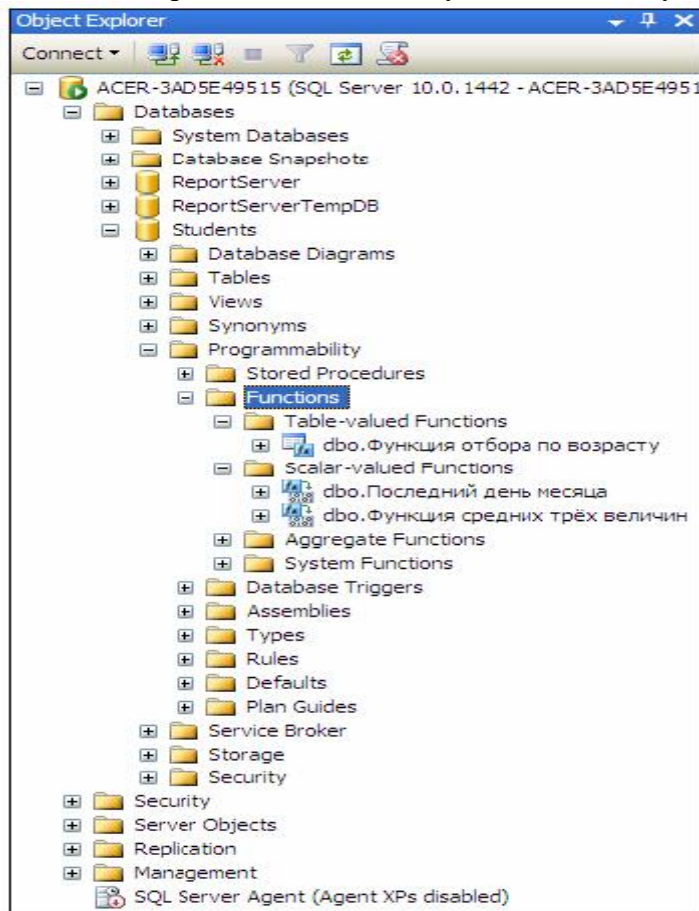 Object Explorer
Connect
ACER-3AD5E49515 (SQL Server 10.0.1442 - ACER-3AD5E4951
Databases
System Databases
Database Snapshots
ReportServer
ReportServerTempDB
Students
Database Diagrams
Tables
Views
Synonyms
Programmability
Stored Procedures
Functions
Table-valued Functions
dbo.Функция отбора по возрасту
Scalar-valued Functions
dbo.Последний день месяца
dbo.Функция средних трёх величин
Aggregate Functions
System Functions
Database Triggers
Assemblies
Types
Rules
Defaults
Plan Guides
Service Broker
Storage
Security
Security
Server Objects
Replication
Management
SQL Server Agent (Agent XPs disabled)